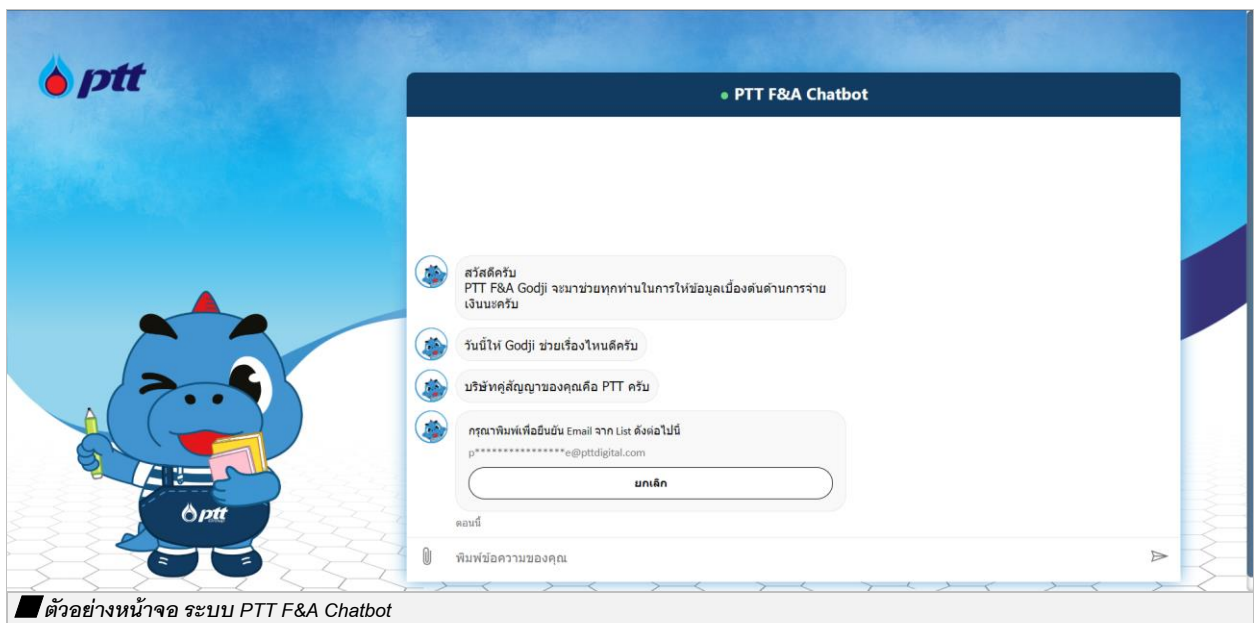 ptt
PTT F&A Chatbot
สวัสดีครับ
PTT F&A Godji จะมาช่วยทุกท่านในการให้ข้อมูลเบื้องต้นด้านการจ่าย
เงินนะครับ
วันนี้ให้ Godji ช่วยเรื่องไหนดีครับ
บริษัทคู่สัญญาของคุณคือ PTT ครับ
กรุณาพิมพ์เพื่อยืนยัน Email จาก List ดังต่อไปนี้
p****************e@pttdigital.com
ยกเลิก
ตอนนี้
พิมพ์ข้อความของคุณ
ptt
Group
ตัวอย่างหน้าจอ ระบบ PTT F&A Chatbot